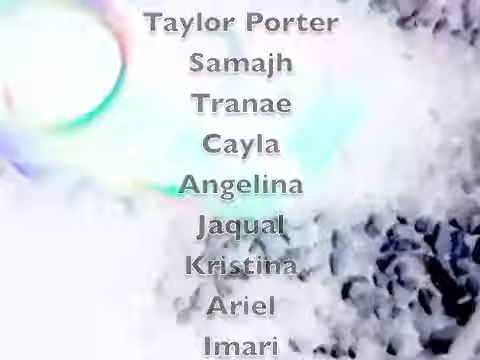 Taylor Porter
Samajh
Tranae
Cayla
Angelina
Jaqual
Kristina
Ariel
Imari